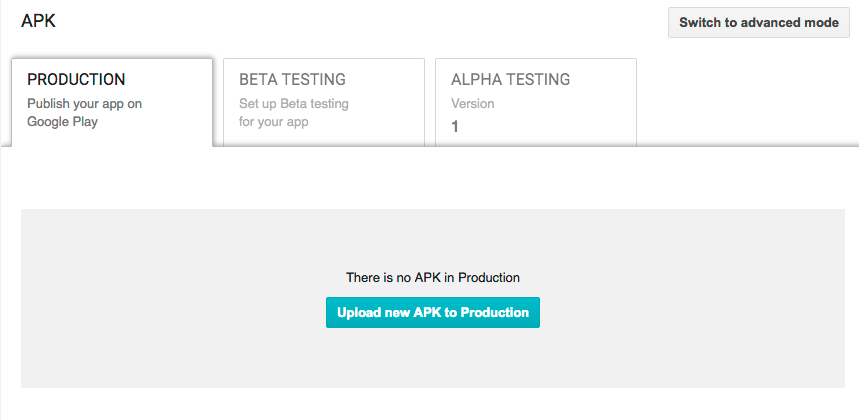 APK
Switch to advanced mode
PRODUCTION
Publish your app on
Google Play
BETA TESTING
Set up Beta testing
for your app
ALPHA TESTING
Version
1
There is no APK in Production
Upload new APK to Production